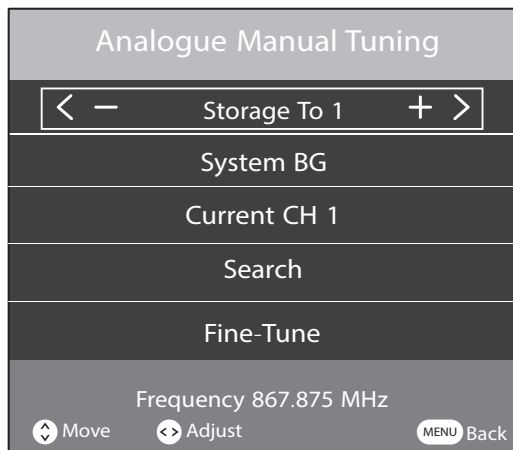 Analogue Manual Tuning
< − Storage To 1 + >
System BG
Current CH 1
Search
Fine-Tune
Frequency 867.875 MHz
Move <> Adjust MENU Back